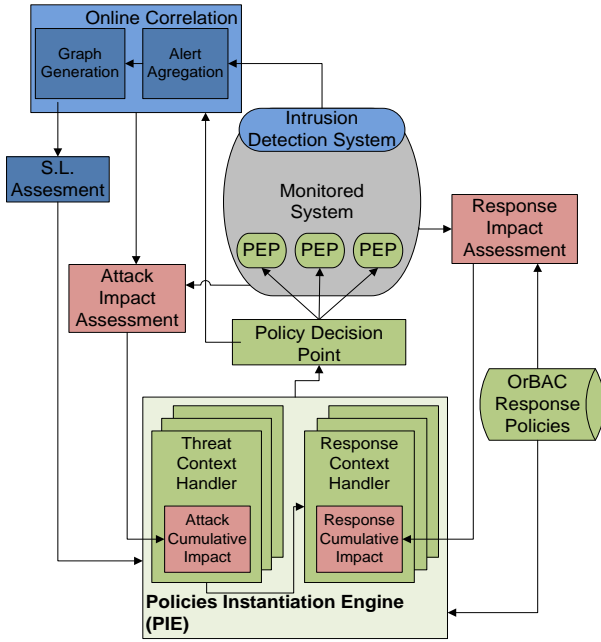 Online Correlation
Graph
Generation
Alert
Agregation
Intrusion
Detection System
S.L.
Assesment
Monitored
System
Response
Impact
Assessment
PEP
PEP
PEP
Attack
Impact
Assessment
Policy Decision
Point
OrBAC
Response
Policies
Threat
Context
Handler
Response
Context
Handler
Attack
Cumulative
Impact
Response
Cumulative
Impact
Policies Instantiation Engine
(PIE)